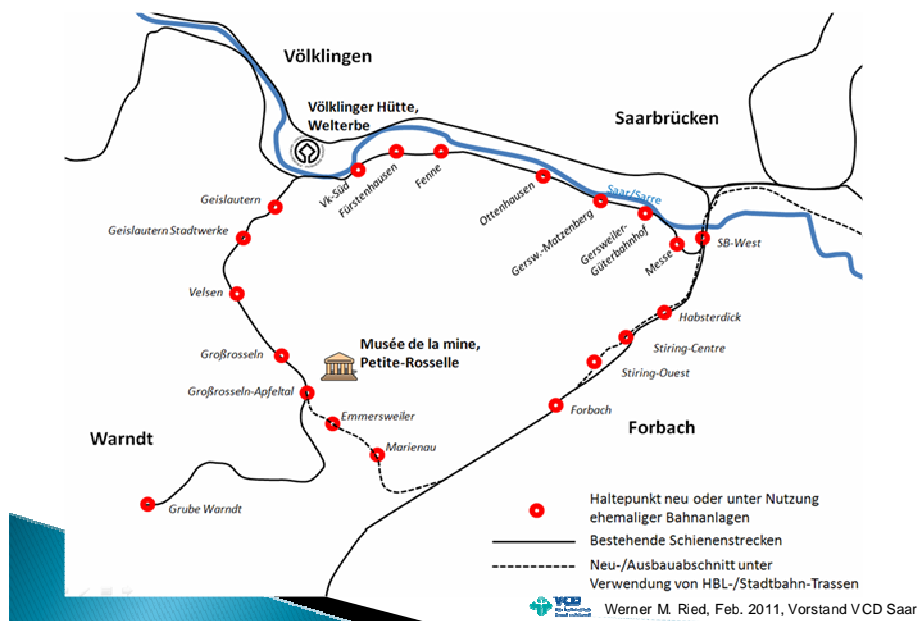 Völklingen
Völklinger Hütte,
Welterbe
Saarbrücken
Geislautern
Vk-Süd
Fürstenhausen
Fenne
Ottenhausen
Saar/Sarre
Geislautern Stadtwerke
Gersw.-Matzenberg
Gersweiler-
Güterbahnhof
Messe
SB-West
Velsen
Habsterdick
Musée de la mine,
Petite-Rosselle
Großrosseln
Stiring-Centre
Stiring-Ouest
Großrosseln-Apfeltal
Emmersweiler
Forbach
Warndt
Marienau
Forbach
Grube Warndt
Haltepunkt neu oder unter Nutzung
ehemaliger Bahnanlagen
Bestehende Schienenstrecken
Neu-/Ausbauabschnitt unter
Verwendung von HBL-/Stadtbahn-Trassen
VCD
Werner M. Ried, Feb. 2011, Vorstand VCD Saar